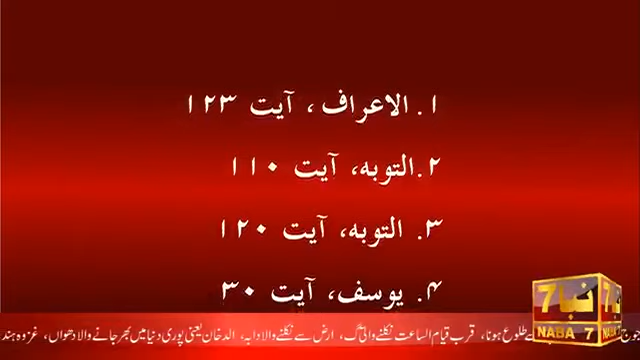 ۱. الاعراف، آیت ۱۲۳
۲. التوبه، آیت ۱۱۰
۳. التوبه، آیت ۱۲۰
۴. یوسف، آیت ۳۰
7 نبأ
NABA 7
طلوع ہونا، قرب قیام الساعت نکلنے والی آگ، ارض سے نکلنے والا دابہ، الدخان یعنی پوری دنیا میں بھر جانے والا دھواں، غزوہ ہند